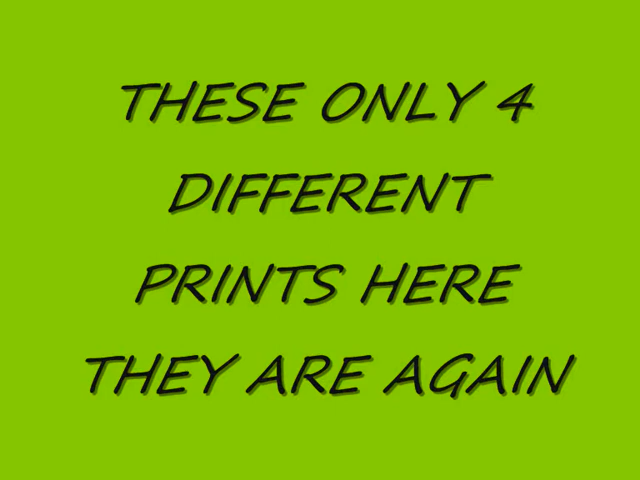 THESE ONLY 4
DIFFERENT
PRINTS HERE
THEY ARE AGAIN